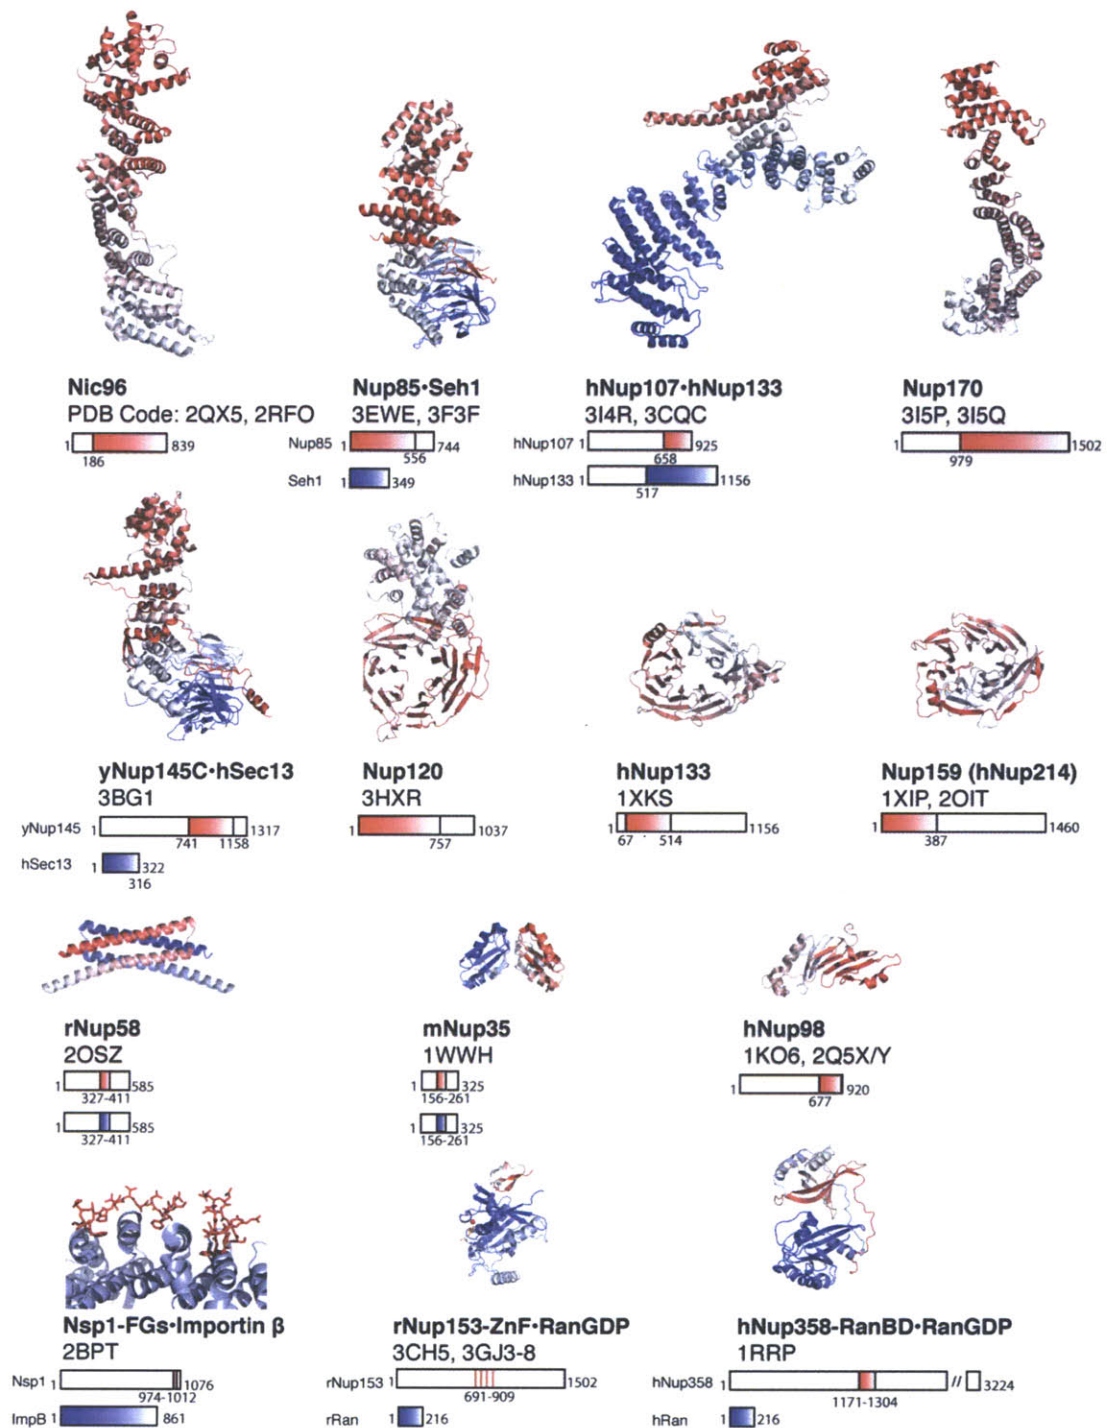 Nic96
PDB Code: 2QX5, 2RFO
1 839
186
Nup85•Seh1
3EWE, 3F3F
Nup85 1 744
556
Seh1 1 349
hNup107•hNup133
3I4R, 3CQC
hNup107 1 925
658
hNup133 1 1156
517
Nup170
3I5P, 3I5Q
1 1502
979
yNup145C•hSec13
3BG1
yNup145 1 1317
741 1158
hSec13 1 322
316
Nup120
3HXR
1 1037
757
hNup133
1XKS
1 1156
67 514
Nup159 (hNup214)
1XIP, 2OIT
1 1460
387
rNup58
2OSZ
1 585
327-411
1 585
327-411
mNup35
1WWH
1 325
156-261
1 325
156-261
hNup98
1KO6, 2Q5X/Y
1 920
677
Nsp1-FGs•Importin β
2BPT
Nsp1 1 1076
974-1012
ImpB 1 861
rNup153-ZnF•RanGDP
3CH5, 3GJ3-8
rNup153 1 1502
691-909
rRan 1 216
hNup358-RanBD•RanGDP
1RRP
hNup358 1 // 3224
1171-1304
hRan 1 216